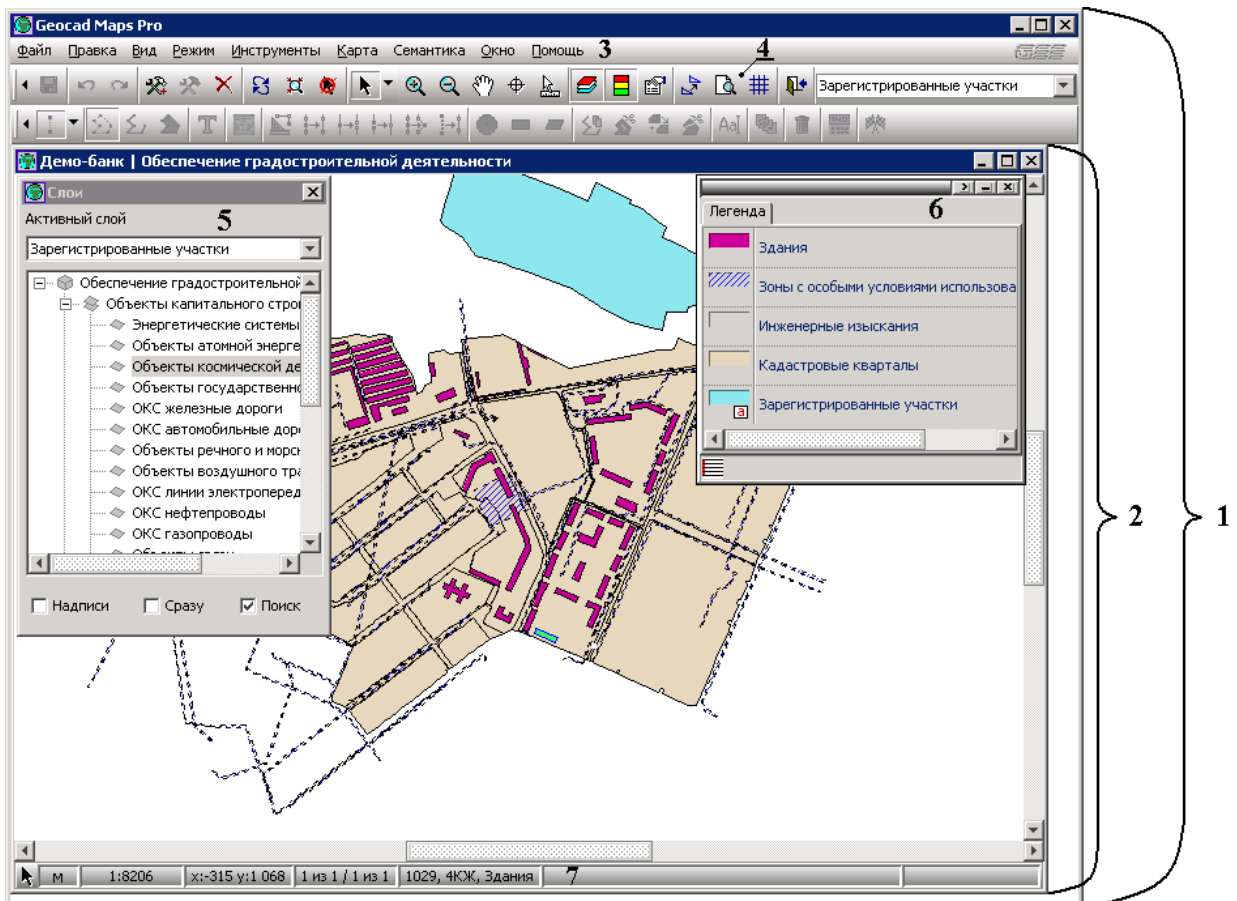 Geocad Maps Pro
Файл Правка Вид Режим Инструменты Карта Семантика Окно Помощь 3
4
Зарегистрированные участки
Демо-банк | Обеспечение градостроительной деятельности
Слои
Активный слой 5
Зарегистрированные участки
Обеспечение градостроительной
Объекты капитального строи
Энергетические системы
Объекты атомной энерге
Объекты космической де
Объекты государственно
ОКС железные дороги
ОКС автомобильные доро
Объекты речного и морск
Объекты воздушного тра
ОКС линии электроперед
ОКС нефтепроводы
ОКС газопроводы
Надписи Сразу Поиск
6
Легенда
Здания
Зоны с особыми условиями использова
Инженерные изыскания
Кадастровые кварталы
a
Зарегистрированные участки
2
1
м 1:8206 x:-315 y:1 068 1 из 1 / 1 из 1 1029, 4КЖ, Здания 7